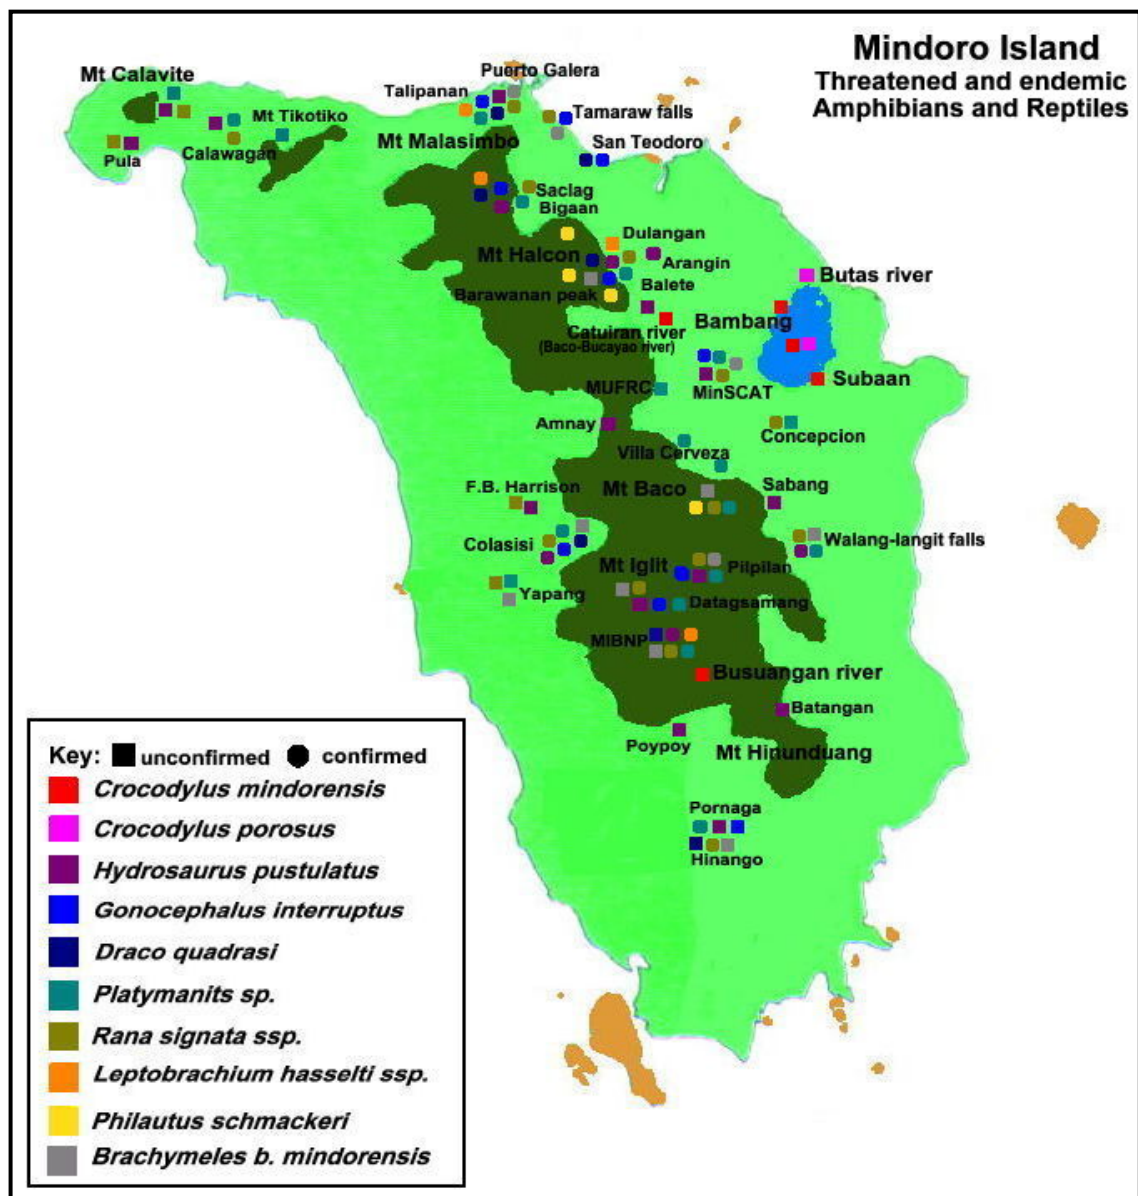 Mindoro Island
Threatened and endemic
Amphibians and Reptiles
Mt Calavite
Puerto Galera
Talipanan
Tamaraw falls
Mt Tikotiko
Mt Malasimbo
San Teodoro
Pula
Calawagan
Saclag
Bigaan
Dulangan
Mt Halcon
Arangin
Butas river
Balete
Barawanan peak
Catuiran river
(Baco-Bucayao river)
Bambang
Subaan
MUFRC
MinSCAT
Amnay
Concepcion
Villa Cerveza
F.B. Harrison
Mt Baco
Sabang
Colasisi
Walang-langit falls
Mt Iglit
Pilpilan
Yapang
Datagsamang
MIBNP
Busuangan river
Batangan
Poypoy
Mt Hinunduang
Pornaga
Hinango
Key: unconfirmed confirmed
Crocodylus mindorensis
Crocodylus porosus
Hydrosaurus pustulatus
Gonocephalus interruptus
Draco quadrasi
Platymanits sp.
Rana signata ssp.
Leptobrachium hasselti ssp.
Philautus schmackeri
Brachymeles b. mindorensis